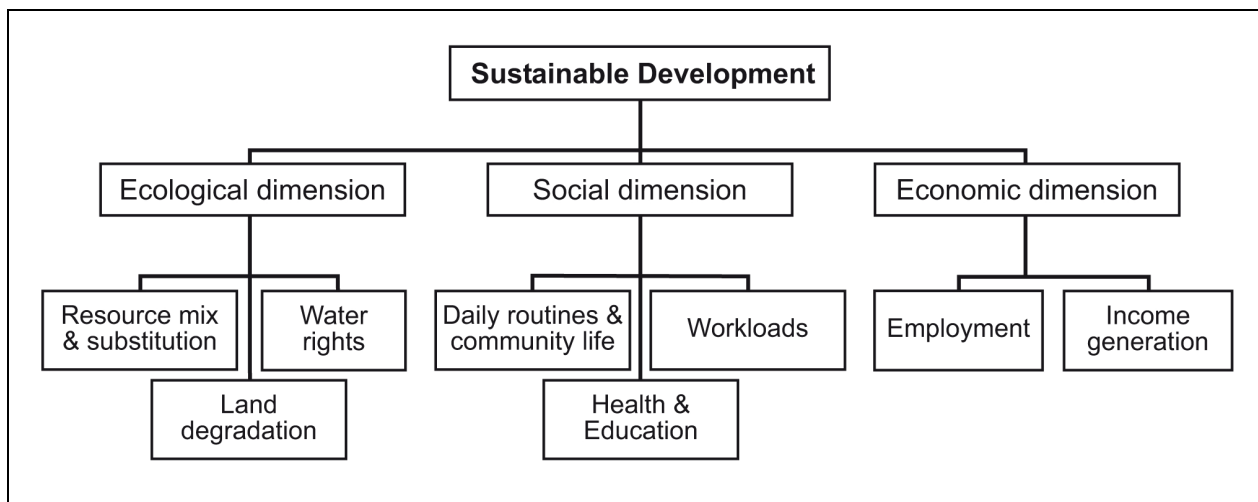 Sustainable Development
Ecological dimension
Social dimension
Economic dimension
Resource mix
& substitution
Water
rights
Daily routines &
community life
Workloads
Employment
Income
generation
Land
degradation
Health &
Education